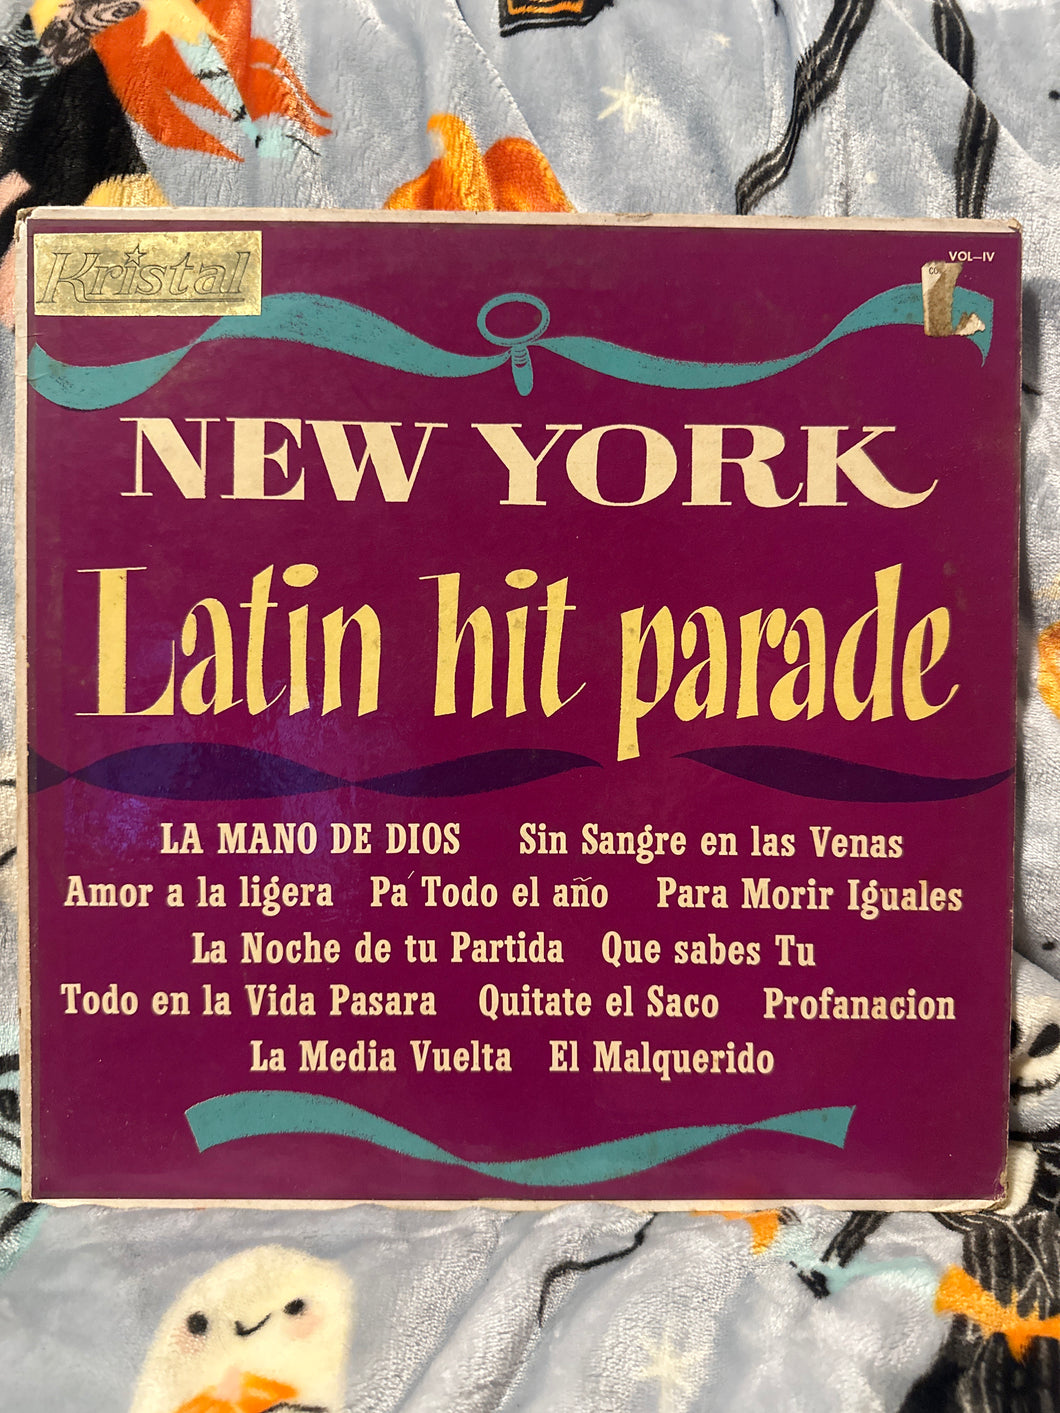 Kristal
VOL-IV
CO
NEW YORK
Latin hit parade
LA MANO DE DIOS Sin Sangre en las Venas
Amor a la ligera Pa´ Todo el año Para Morir Iguales
La Noche de tu Partida Que sabes Tu
Todo en la Vida Pasara Quitate el Saco Profanacion
La Media Vuelta El Malquerido